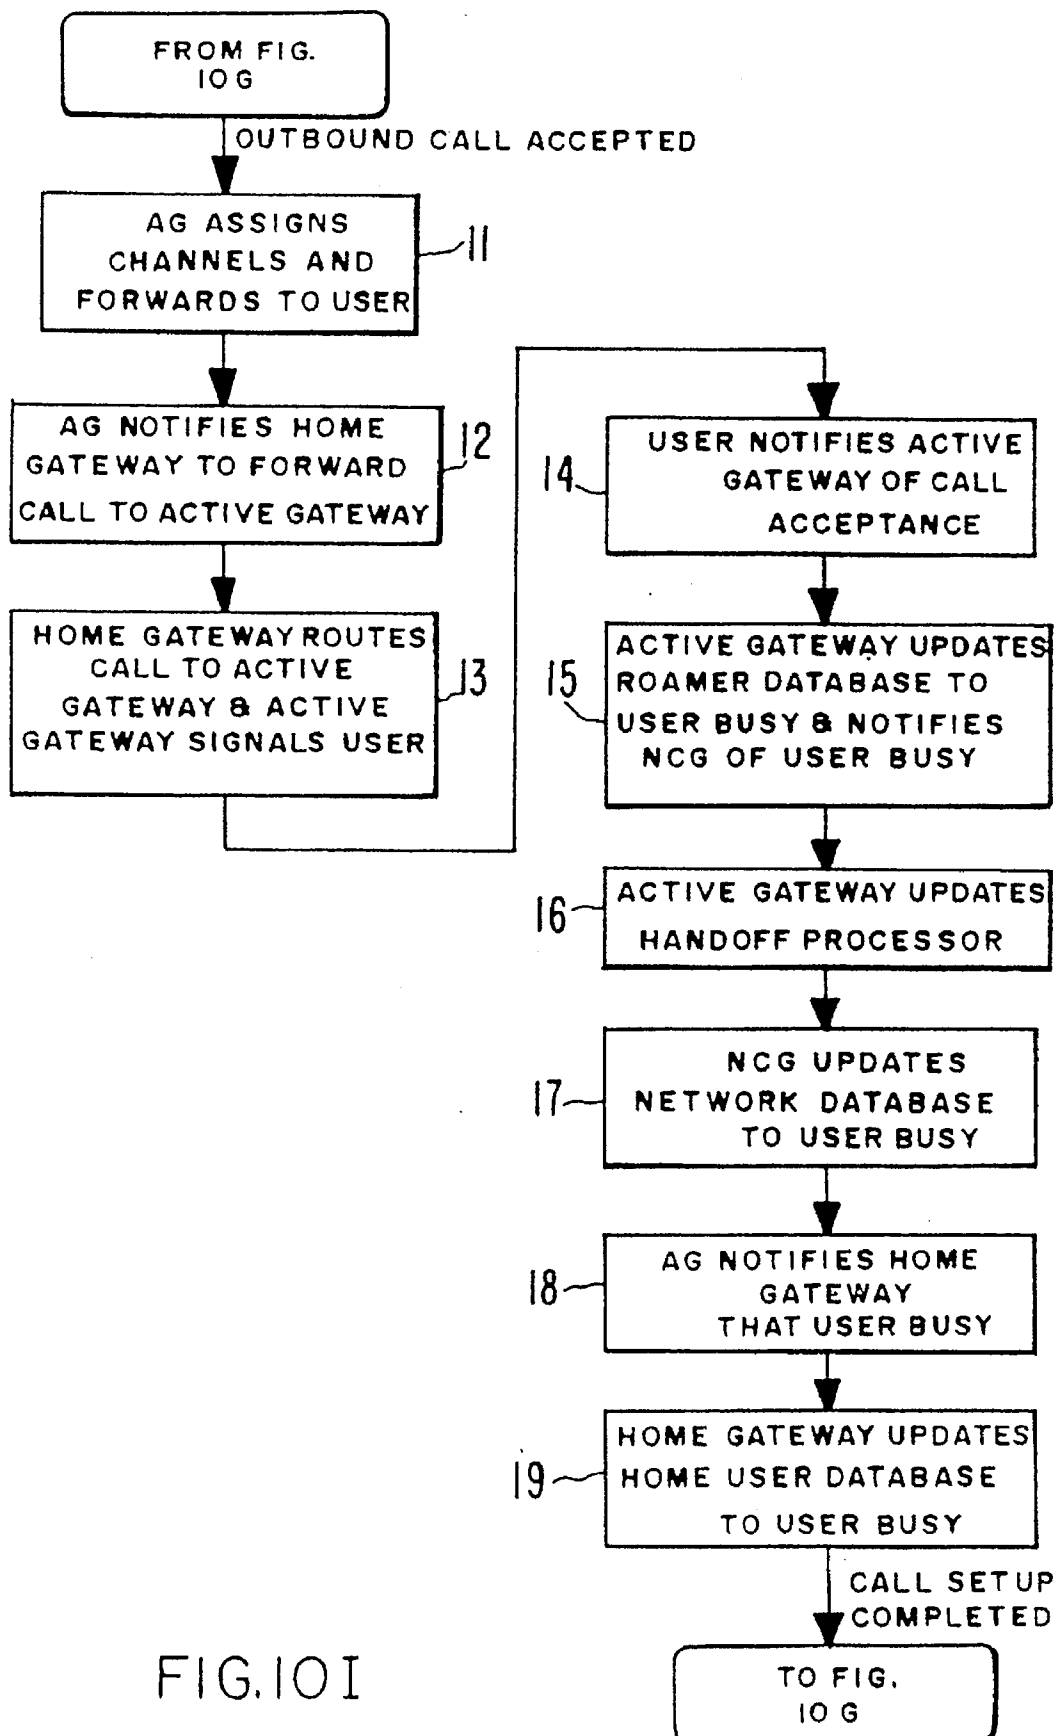 FROM FIG.
10 G
OUTBOUND CALL ACCEPTED
AG ASSIGNS
CHANNELS AND
FORWARDS TO USER
11
AG NOTIFIES HOME
GATEWAY TO FORWARD
CALL TO ACTIVE GATEWAY
12
HOME GATEWAY ROUTES
CALL TO ACTIVE
GATEWAY & ACTIVE
GATEWAY SIGNALS USER
13
USER NOTIFIES ACTIVE
GATEWAY OF CALL
ACCEPTANCE
14
ACTIVE GATEWAY UPDATES
ROAMER DATABASE TO
USER BUSY & NOTIFIES
NCG OF USER BUSY
15
ACTIVE GATEWAY UPDATES
HANDOFF PROCESSOR
16
NCG UPDATES
NETWORK DATABASE
TO USER BUSY
17
AG NOTIFIES HOME
GATEWAY
THAT USER BUSY
18
HOME GATEWAY UPDATES
HOME USER DATABASE
TO USER BUSY
19
CALL SETUP
COMPLETED
TO FIG.
10 G
FIG. 10 I